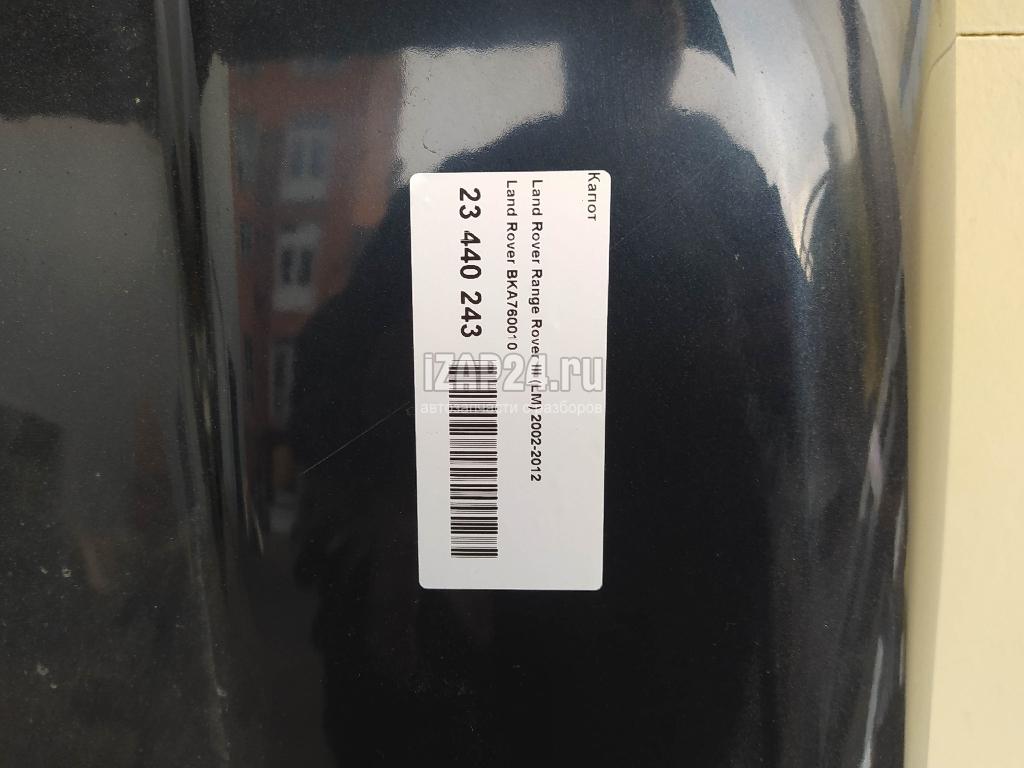 Капот
Land Rover Range Rover III (LM) 2002-2012
Land Rover BKA760010
23 440 243
iZAP24.ru
автозапчасти с разборов